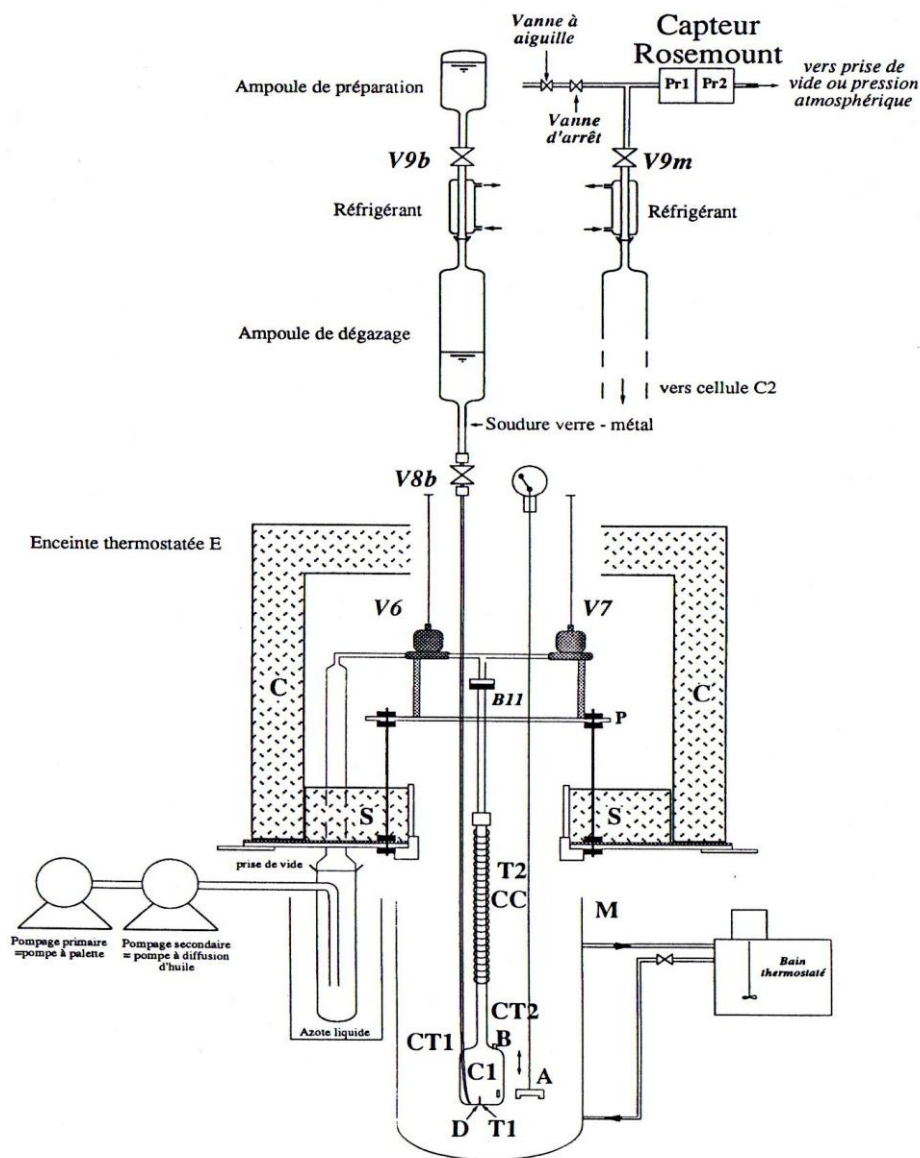 Vanne à
aiguille
Capteur
Rosemount
Ampoule de préparation
Pr1 Pr2
vers prise de
vide ou pression
atmosphérique
Vanne
d'arrêt
V9b
V9m
Réfrigérant
Réfrigérant
Ampoule de dégazage
vers cellule C2
Soudure verre - métal
V8b
Enceinte thermostatée E
V6
V7
C
C
B11
P
S
S
prise de vide
T2
CC
M
Pompage primaire
=pompe à palette
Pompage secondaire
= pompe à diffusion
d'huile
Bain
thermostaté
Azote liquide
CT2
CT1
B
C1
A
D
T1